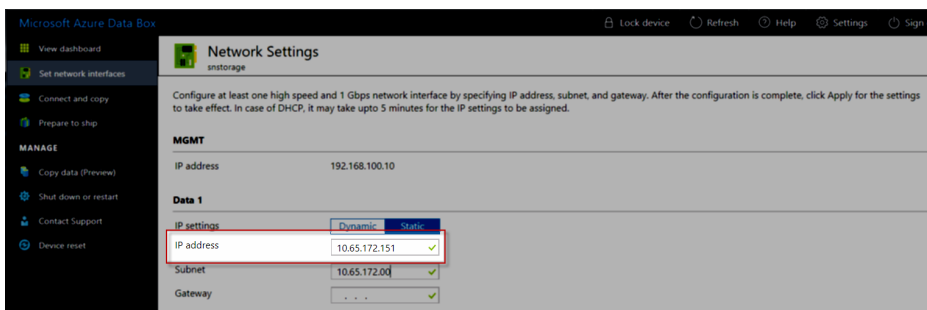 Microsoft Azure Data Box
Lock device Refresh Help Settings Sign
View dashboard
Set network interfaces
Connect and copy
Prepare to ship
MANAGE
Copy data (Preview)
Shut down or restart
Contact Support
Device reset
Network Settings
snstorage
Configure at least one high speed and 1 Gbps network interface by specifying IP address, subnet, and gateway. After the configuration is complete, click Apply for the settings
to take effect. In case of DHCP, it may take upto 5 minutes for the IP settings to be assigned.
MGMT
IP address 192.168.100.10
Data 1
IP settings Dynamic Static
IP address 10.65.172.151
Subnet 10.65.172.00
Gateway . . .